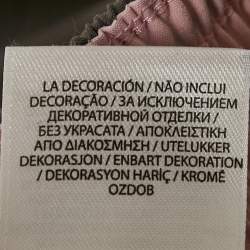 LA DECORACIÓN / NÃO INCLUI
DECORAÇÃO / ЗА ИСКЛЮЧЕНИЕМ
ДЕКОРАТИВНОЙ ОТДЕЛКИ /
БЕЗ УКРАСАТА / ΑΠΟΚΛΕΙΣΤΙΚΗ
ΑΠΟ ΔΙΑΚΟΣΜΗΣΗ / UTELUKKER
DEKORASJON / ENBART DEKORATION
/ DEKORASYON HARİÇ / KROMĚ
OZDOB